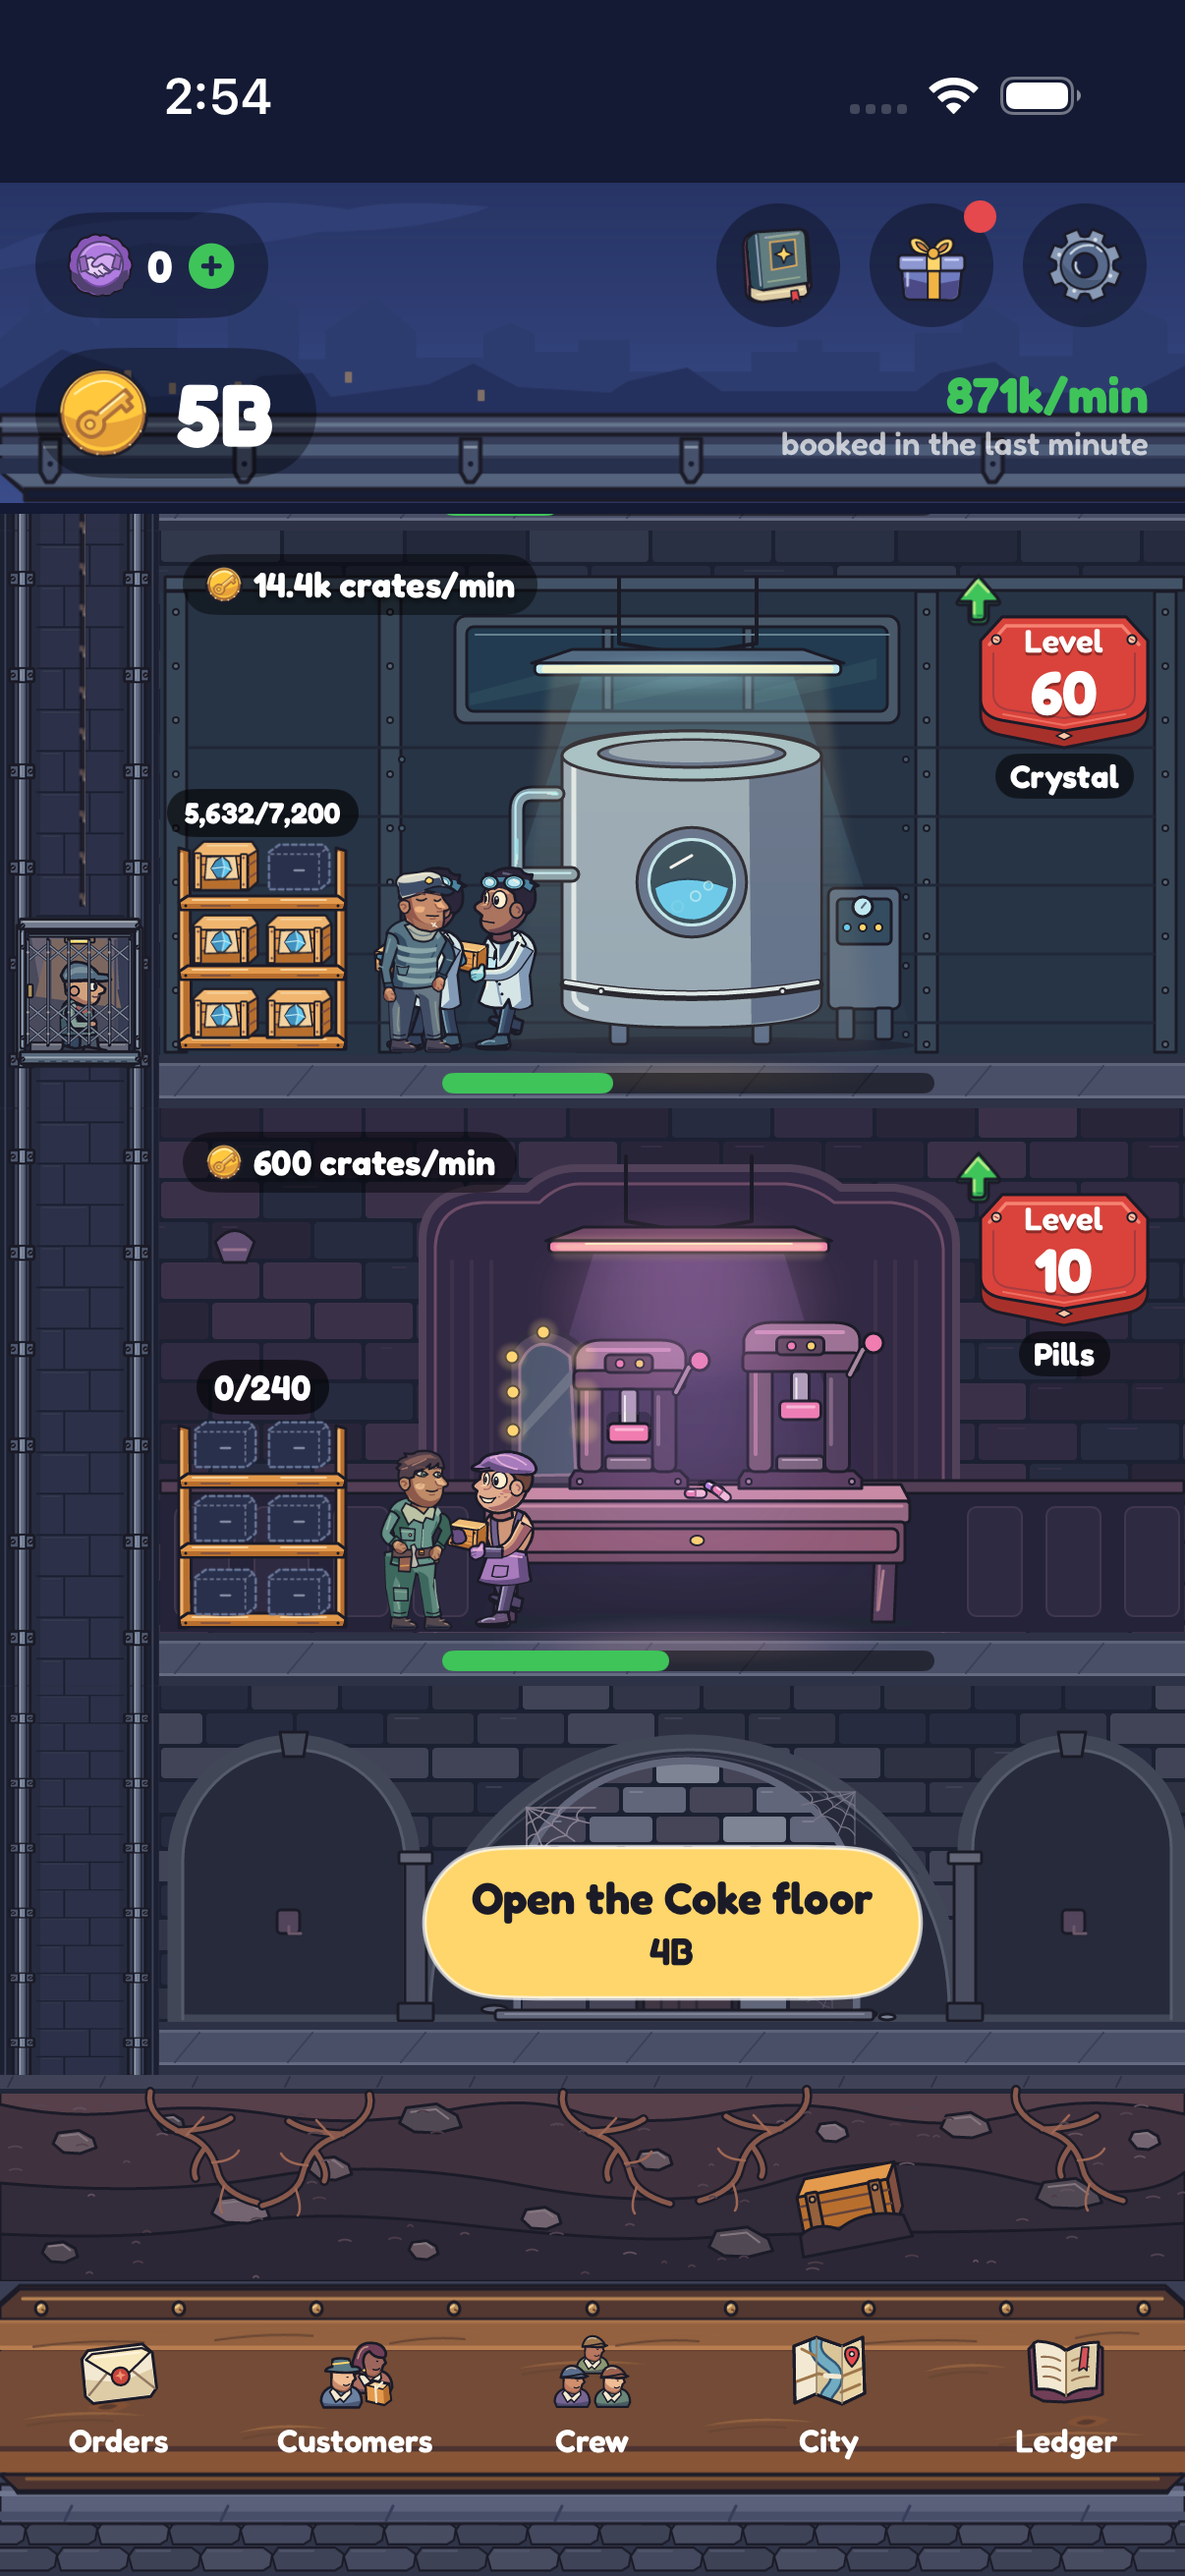 2:54
0
5B
871k/min
booked in the last minute
14.4k crates/min
Level
60
Crystal
5,632/7,200
600 crates/min
Level
10
Pills
0/240
Open the Coke floor
4B
Orders
Customers
Crew
City
Ledger